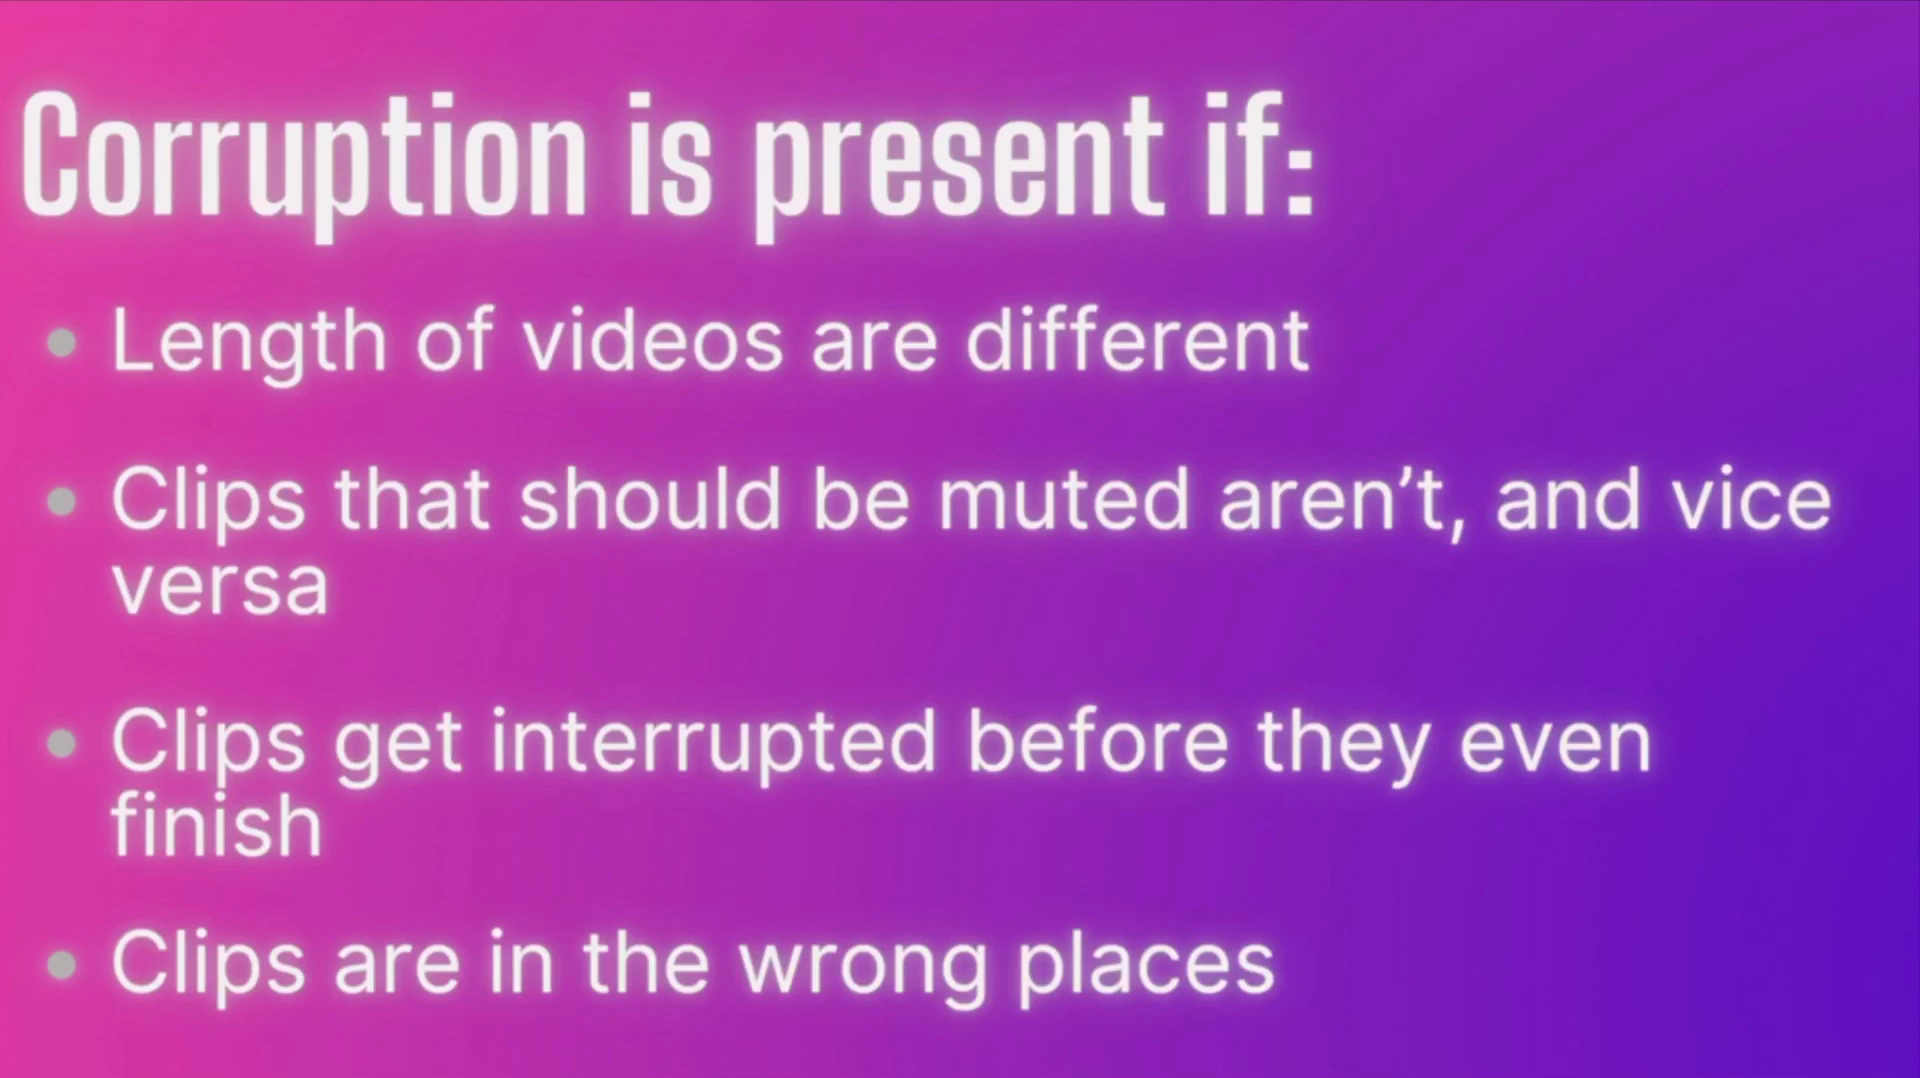 Corruption is present if:
• Length of videos are different
• Clips that should be muted aren’t, and vice
versa
• Clips get interrupted before they even
finish
• Clips are in the wrong places